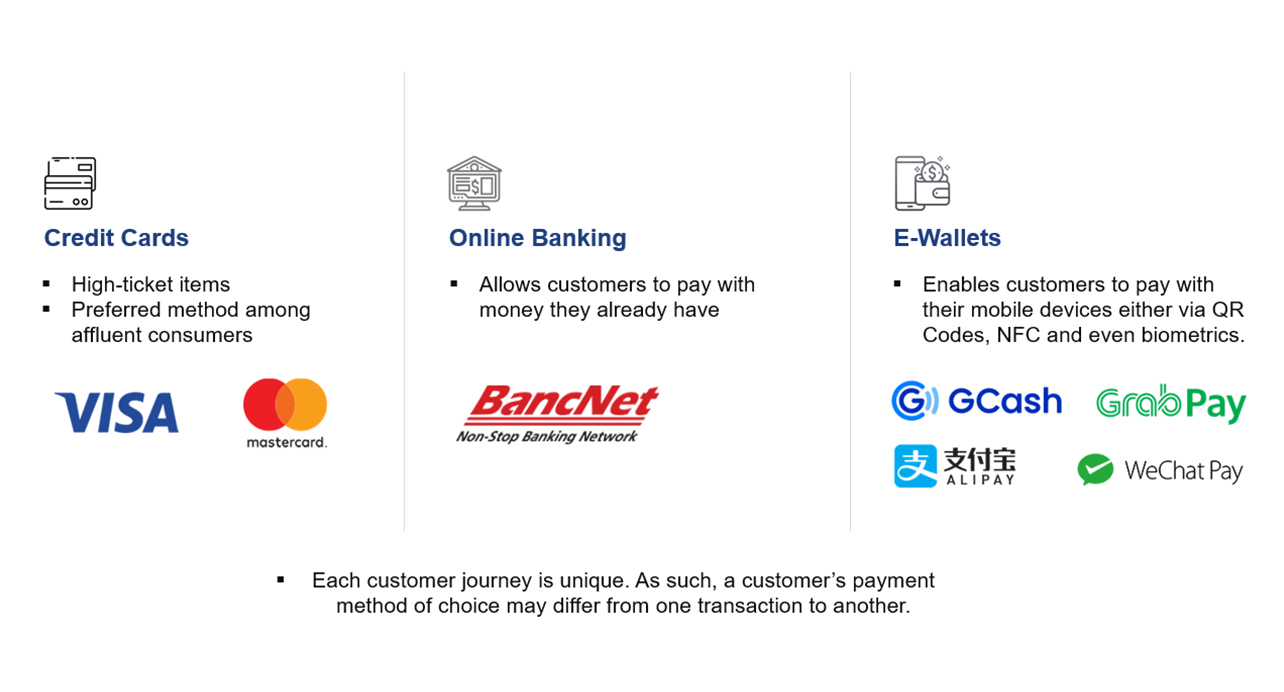 Credit Cards
▪ High-ticket items
▪ Preferred method among
affluent consumers
VISA
mastercard.
Online Banking
▪ Allows customers to pay with
money they already have
BancNet
Non-Stop Banking Network
E-Wallets
▪ Enables customers to pay with
their mobile devices either via QR
Codes, NFC and even biometrics.
G GCash
GrabPay
支 支付宝
ALIPAY
WeChat Pay
▪ Each customer journey is unique. As such, a customer’s payment
method of choice may differ from one transaction to another.